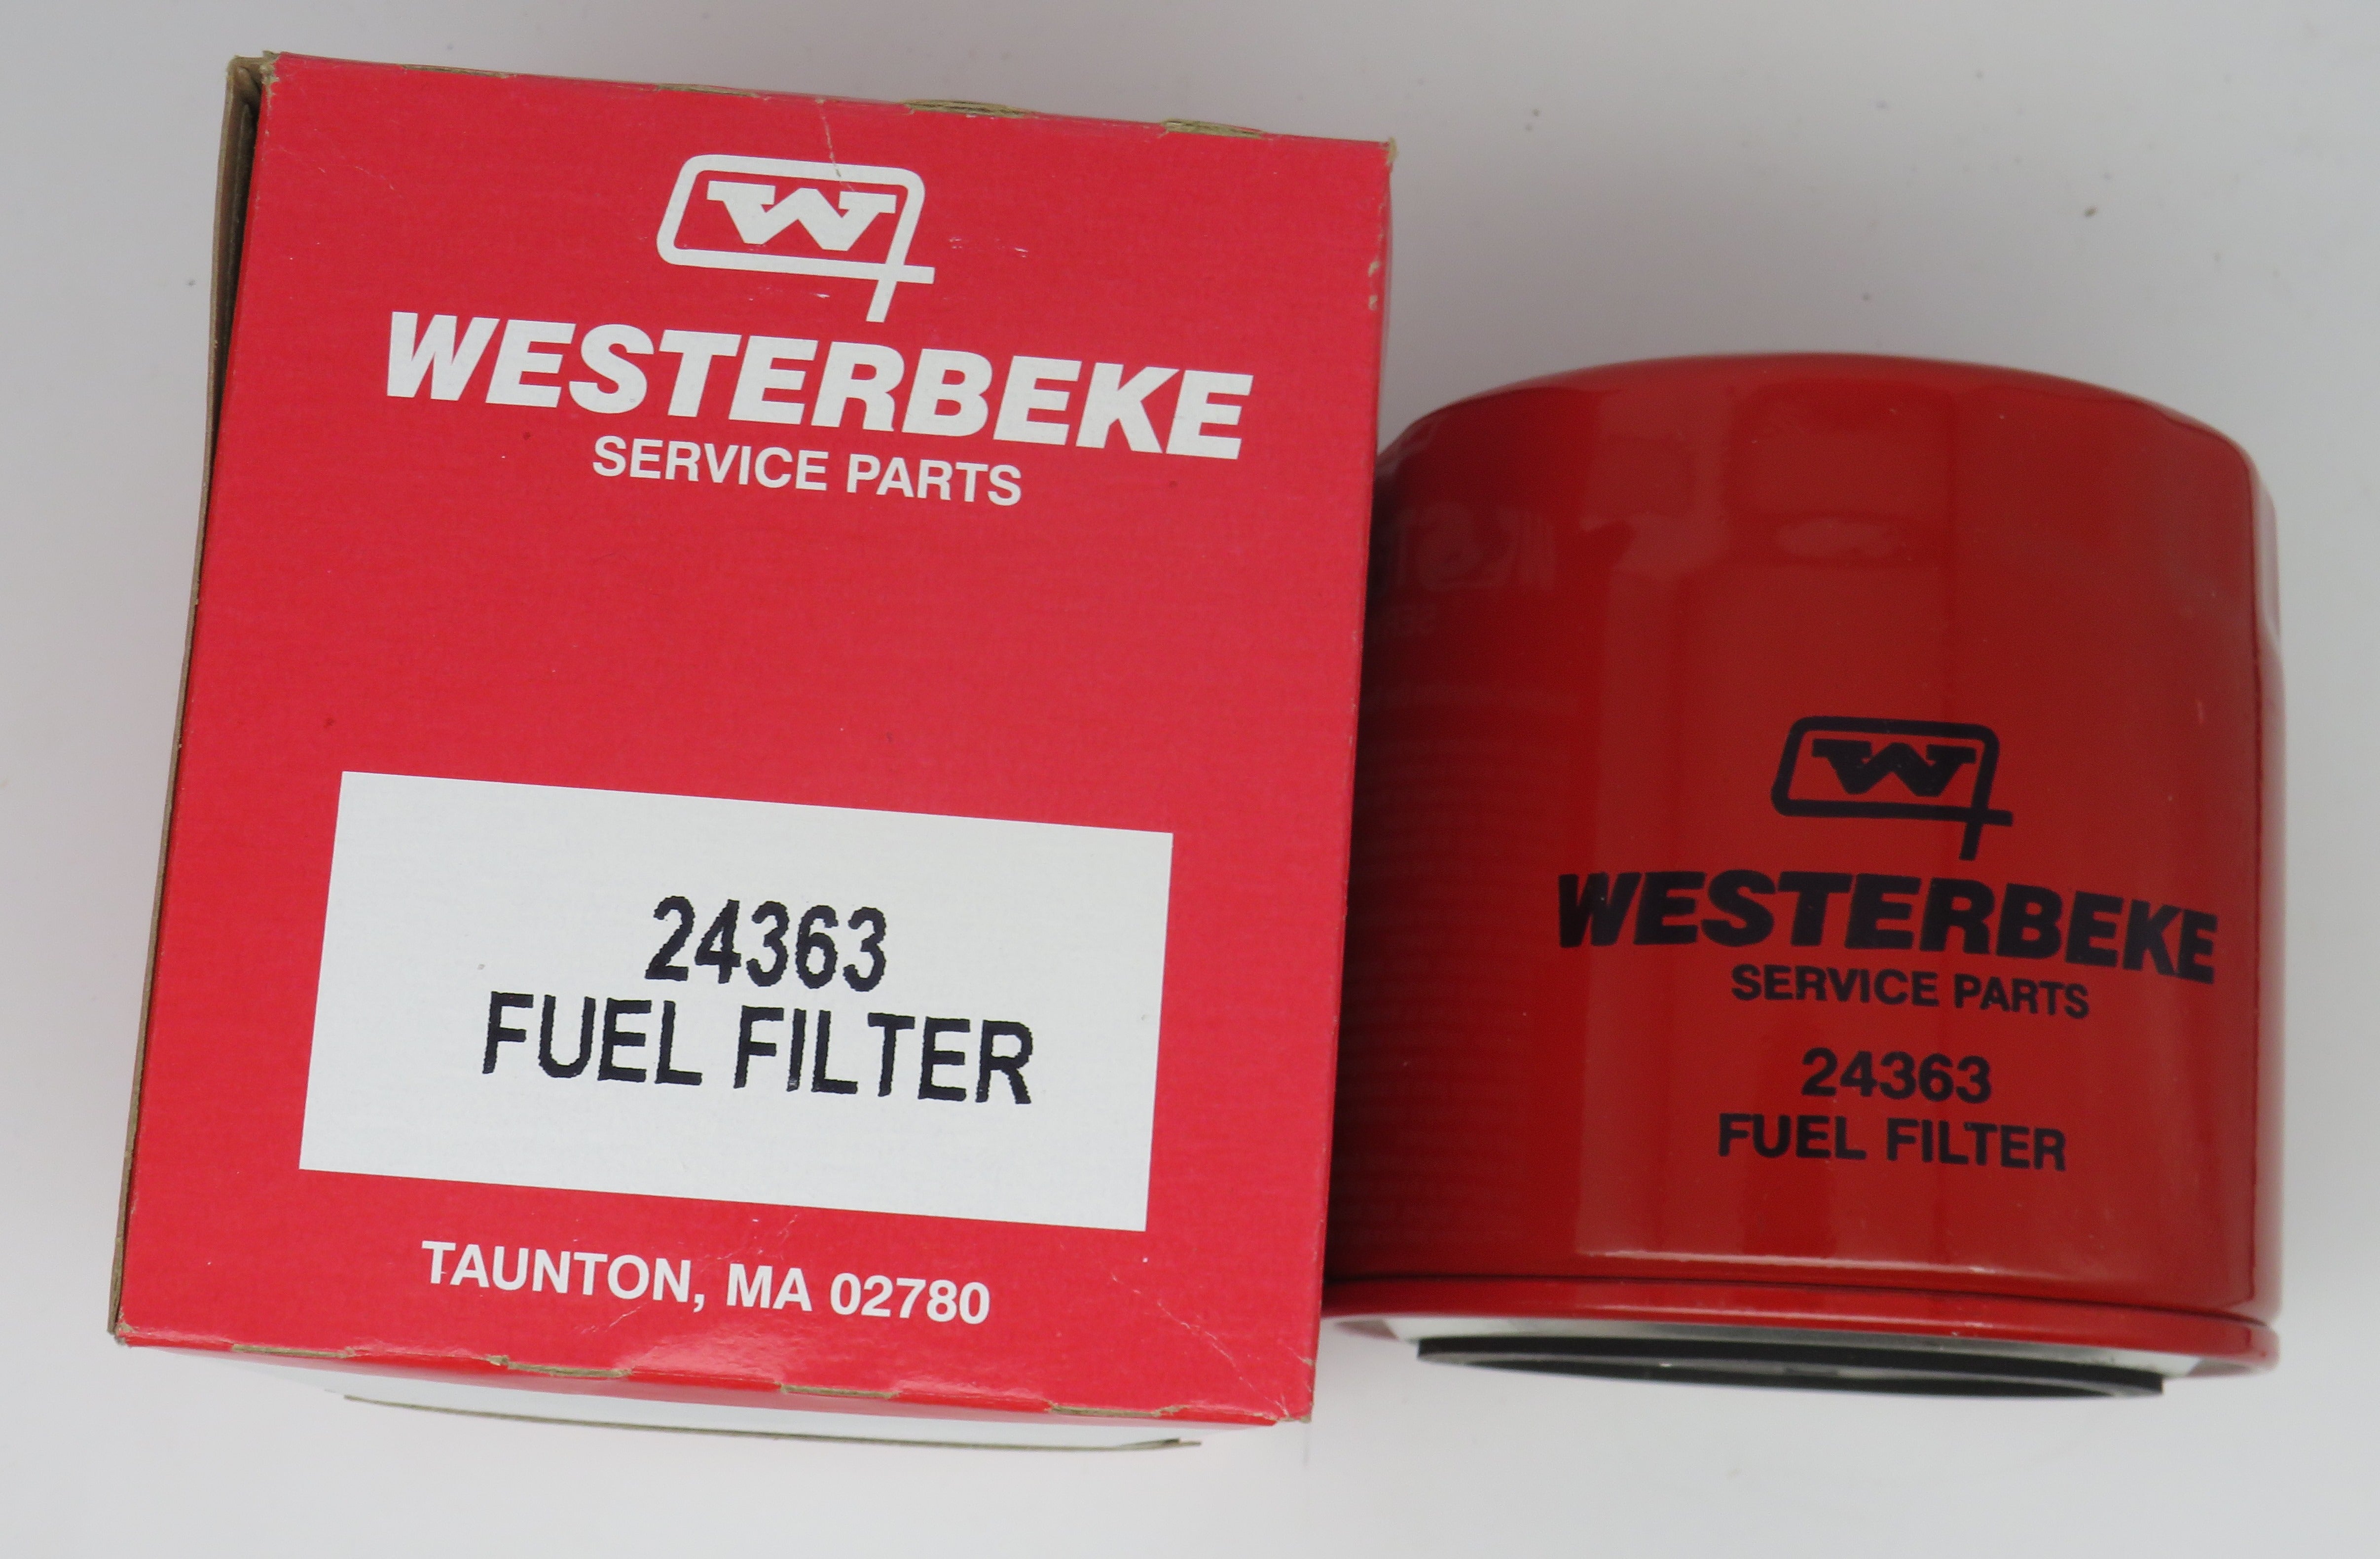 W
WESTERBEKE
SERVICE PARTS
24363
FUEL FILTER
TAUNTON, MA 02780
W
WESTERBEKE
SERVICE PARTS
24363
FUEL FILTER